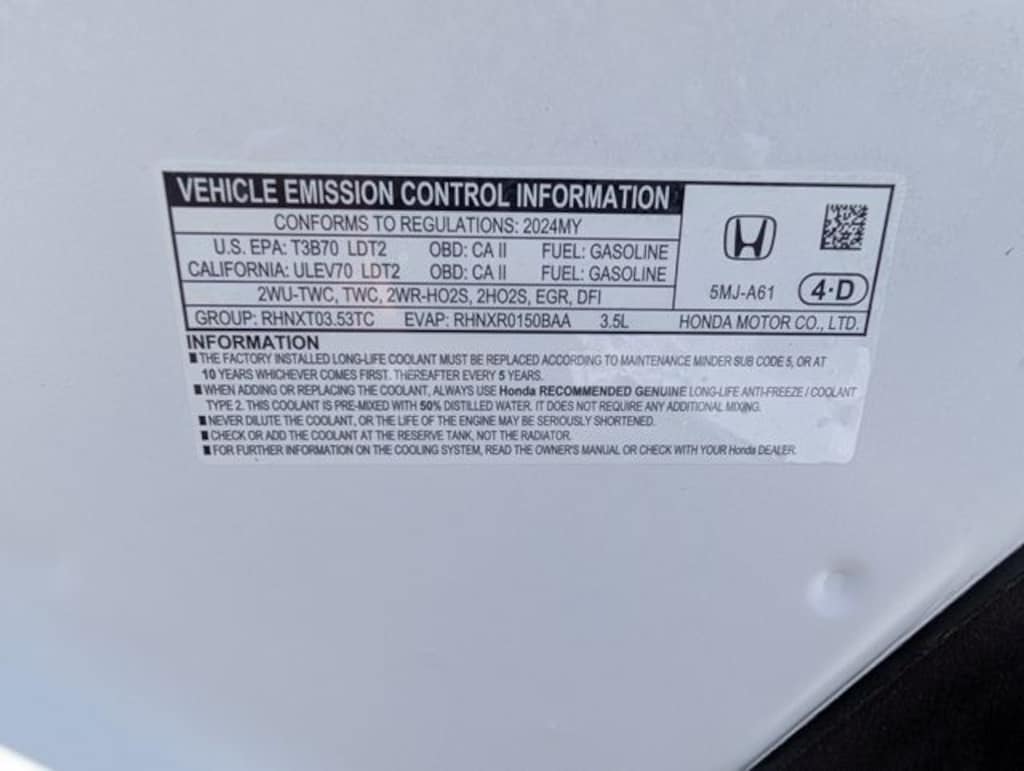 VEHICLE EMISSION CONTROL INFORMATION
CONFORMS TO REGULATIONS: 2024MY
U.S. EPA: T3B70 LDT2 OBD: CA II FUEL: GASOLINE
CALIFORNIA: ULEV70 LDT2 OBD: CA II FUEL: GASOLINE
2WU-TWC, TWC, 2WR-HO2S, 2HO2S, EGR, DFI
GROUP: RHNXT03.53TC EVAP: RHNXR0150BAA 3.5L
5MJ-A61 4·D
HONDA MOTOR CO., LTD.
INFORMATION
■ THE FACTORY INSTALLED LONG-LIFE COOLANT MUST BE REPLACED ACCORDING TO MAINTENANCE MINDER SUB CODE 5, OR AT
10 YEARS WHICHEVER COMES FIRST. THEREAFTER EVERY 5 YEARS.
■ WHEN ADDING OR REPLACING THE COOLANT, ALWAYS USE Honda RECOMMENDED GENUINE LONG-LIFE ANTI-FREEZE / COOLANT
TYPE 2. THIS COOLANT IS PRE-MIXED WITH 50% DISTILLED WATER. IT DOES NOT REQUIRE ANY ADDITIONAL MIXING.
■ NEVER DILUTE THE COOLANT, OR THE LIFE OF THE ENGINE MAY BE SERIOUSLY SHORTENED.
■ CHECK OR ADD THE COOLANT AT THE RESERVE TANK, NOT THE RADIATOR.
■ FOR FURTHER INFORMATION ON THE COOLING SYSTEM, READ THE OWNER'S MANUAL OR CHECK WITH YOUR Honda DEALER.